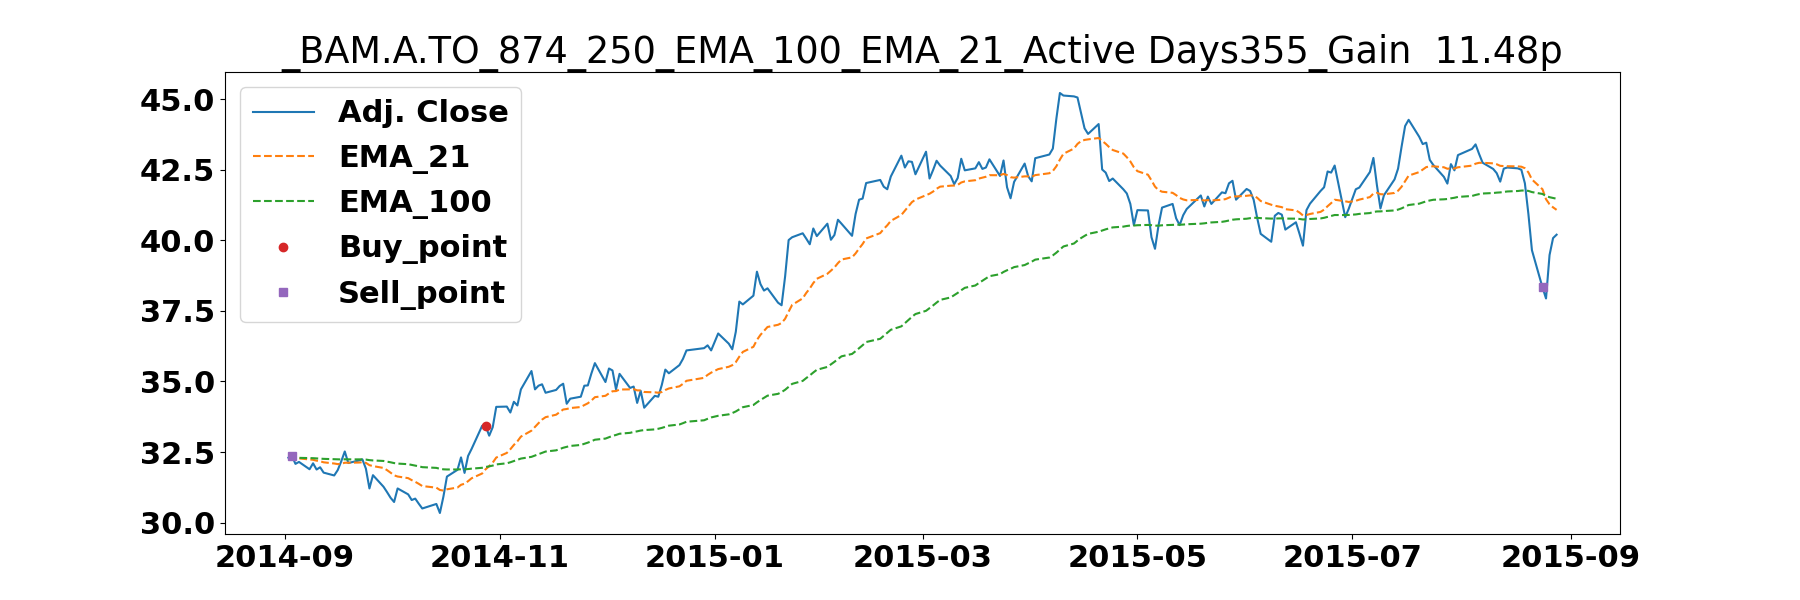 _BAM.A.TO_874_250_EMA_100_EMA_21_Active Days355_Gain  11.48p
45.0
42.5
40.0
37.5
35.0
32.5
30.0
Adj. Close
EMA_21
EMA_100
Buy_point
Sell_point
2014-09 2014-11 2015-01 2015-03 2015-05 2015-07 2015-09